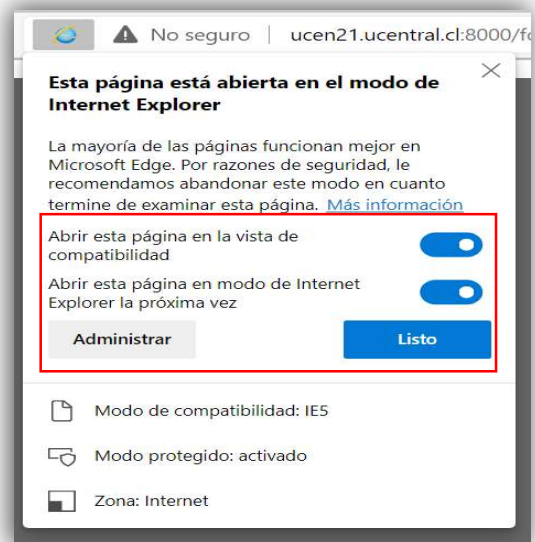 No seguro | ucen21.ucentral.cl:8000/fo
Esta página está abierta en el modo de
Internet Explorer
La mayoría de las páginas funcionan mejor en
Microsoft Edge. Por razones de seguridad, le
recomendamos abandonar este modo en cuanto
termine de examinar esta página. Más información
Abrir esta página en la vista de
compatibilidad
Abrir esta página en modo de Internet
Explorer la próxima vez
Administrar
Listo
Modo de compatibilidad: IE5
Modo protegido: activado
Zona: Internet